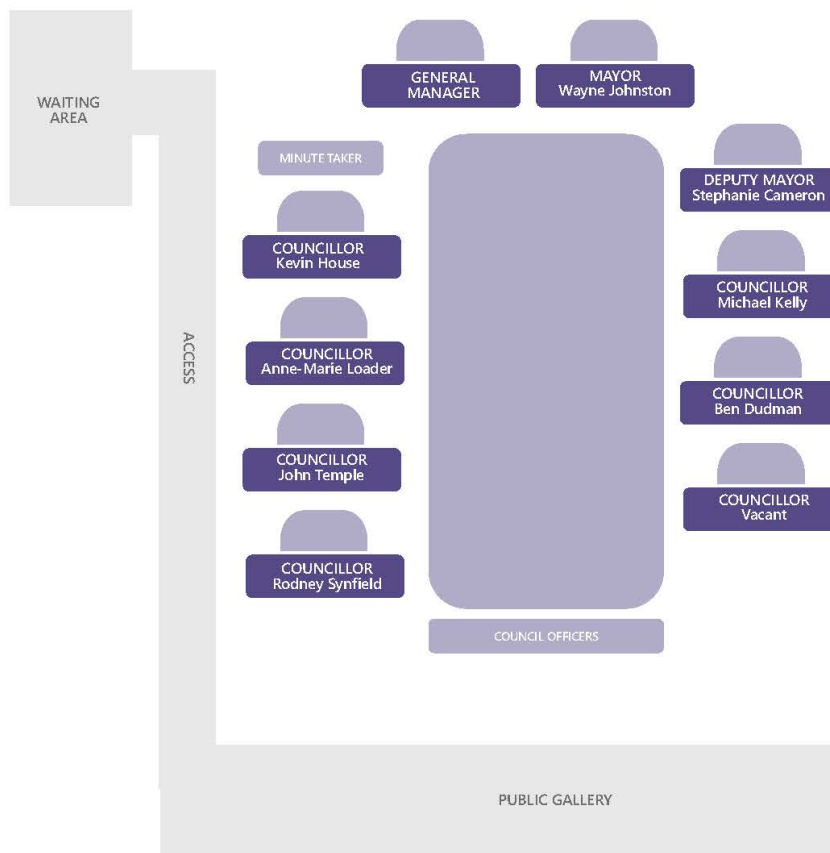 GENERAL
MANAGER
MAYOR
Wayne Johnston
WAITING
AREA
MINUTE TAKER
DEPUTY MAYOR
Stephanie Cameron
COUNCILLOR
Kevin House
COUNCILLOR
Michael Kelly
ACCESS
COUNCILLOR
Anne-Marie Loader
COUNCILLOR
Ben Dudman
COUNCILLOR
John Temple
COUNCILLOR
Vacant
COUNCILLOR
Rodney Synfield
COUNCIL OFFICERS
PUBLIC GALLERY